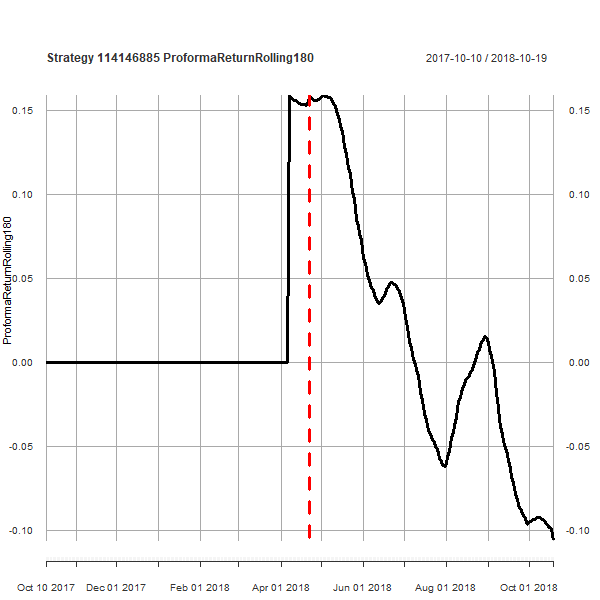 Strategy 114146885 ProformaReturnRolling180 2017-10-10 / 2018-10-19
ProformaReturnRolling180
0.15 0.15
0.10 0.10
0.05 0.05
0.00 0.00
-0.05 -0.05
-0.10 -0.10
Oct 10 2017 Dec 01 2017 Feb 01 2018 Apr 01 2018 Jun 01 2018 Aug 01 2018 Oct 01 2018